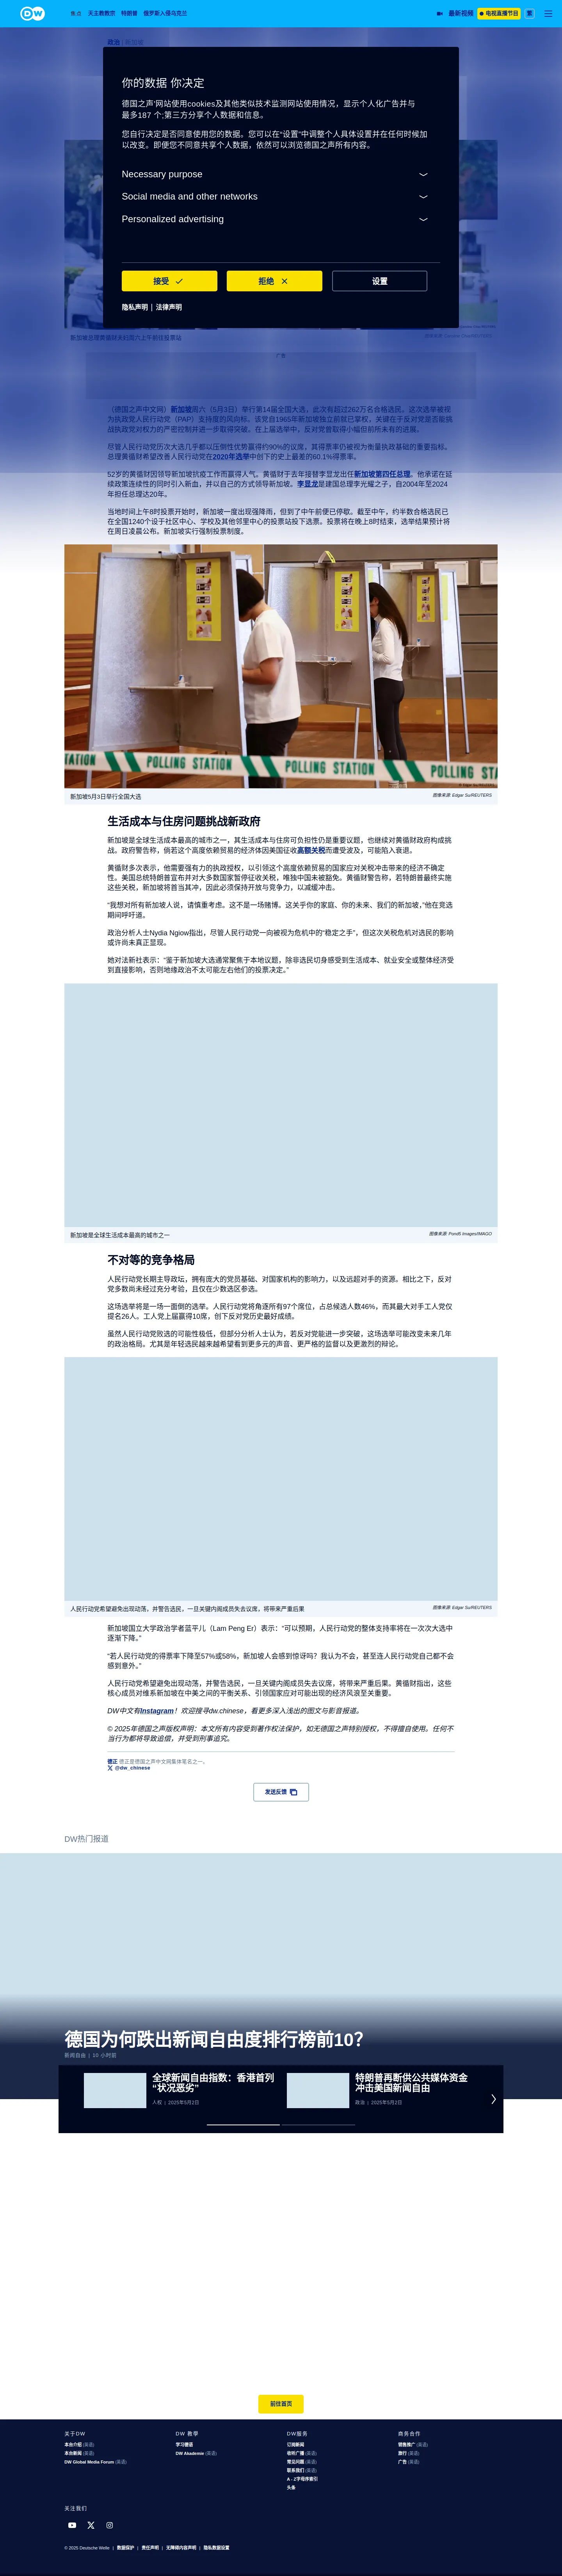 DW
焦点 天主教教宗 特朗普 俄罗斯入侵乌克兰
最新视频 电视直播节目 繁
政治 | 新加坡
你的数据 你决定
德国之声'网站使用cookies及其他类似技术监测网站使用情况，显示个人化广告并与
最多187 个;第三方分享个人数据和信息。
您自行决定是否同意使用您的数据。您可以在“设置”中调整个人具体设置并在任何时候加
以改变。即便您不同意共享个人数据，依然可以浏览德国之声所有内容。
Necessary purpose
Social media and other networks
Personalized advertising
接受 拒绝 设置
隐私声明 | 法律声明
新加坡总理黄循财夫妇周六上午前往投票站
广告
（德国之声中文网）新加坡周六（5月3日）举行第14届全国大选，此次有超过262万名合格选民。这次选举被视
为执政党人民行动党（PAP）支持度的风向标。该党自1965年新加坡独立前就已掌权，关键在于反对党是否能挑
战执政党对权力的严密控制并进一步取得突破。在上届选举中，反对党曾取得小幅但前所未有的进展。
尽管人民行动党历次大选几乎都以压倒性优势赢得约90%的议席，其得票率仍被视为衡量执政基础的重要指标。
总理黄循财希望改善人民行动党在2020年选举中创下的史上最差的60.1%得票率。
52岁的黄循财因领导新加坡抗疫工作而赢得人气。黄循财于去年接替李显龙出任新加坡第四任总理。他承诺在延
续政策连续性的同时引入新血，并以自己的方式领导新加坡。李显龙是建国总理李光耀之子，自2004年至2024
年担任总理达20年。
当地时间上午8时投票开始时，新加坡一度出现强降雨，但到了中午前便已停歇。截至中午，约半数合格选民已
在全国1240个设于社区中心、学校及其他邻里中心的投票站投下选票。投票将在晚上8时结束，选举结果预计将
在周日凌晨公布。新加坡实行强制投票制度。
STATION POLLING STATION
新加坡5月3日举行全国大选 图像来源: Edgar Su/REUTERS
生活成本与住房问题挑战新政府
新加坡是全球生活成本最高的城市之一，其生活成本与住房可负担性仍是重要议题，也继续对黄循财政府构成挑
战。政府警告称，倘若这个高度依赖贸易的经济体因美国征收高额关税而遭受波及，可能陷入衰退。
黄循财多次表示，他需要强有力的执政授权，以引领这个高度依赖贸易的国家应对关税冲击带来的经济不确定
性。美国总统特朗普宣布并对大多数国家暂停征收关税，唯独中国未被豁免。黄循财警告称，若特朗普最终实施
这些关税，新加坡将首当其冲，因此必须保持开放与竞争力，以减缓冲击。
“我想对所有新加坡人说，请慎重考虑。这不是一场赌博。这关乎你的家庭、你的未来、我们的新加坡，”他在竞选
期间呼吁道。
政治分析人士Nydia Ngiow指出，尽管人民行动党一向被视为危机中的“稳定之手”，但这次关税危机对选民的影响
或许尚未真正显现。
她对法新社表示：“鉴于新加坡大选通常聚焦于本地议题，除非选民切身感受到生活成本、就业安全或整体经济受
到直接影响，否则地缘政治不太可能左右他们的投票决定。”
新加坡是全球生活成本最高的城市之一 图像来源: Pond5 Images/IMAGO
不对等的竞争格局
人民行动党长期主导政坛，拥有庞大的党员基础、对国家机构的影响力，以及远超对手的资源。相比之下，反对
党多数尚未经过充分考验，且仅在少数选区参选。
这场选举将是一场一面倒的选举。人民行动党将角逐所有97个席位，占总候选人数46%，而其最大对手工人党仅
提名26人。工人党上届赢得10席，创下反对党历史最好成绩。
虽然人民行动党败选的可能性极低，但部分分析人士认为，若反对党能进一步突破，这场选举可能改变未来几年
的政治格局。尤其是年轻选民越来越希望看到更多元的声音、更严格的监督以及更激烈的辩论。
人民行动党希望避免出现动荡，并警告选民，一旦关键内阁成员失去议席，将带来严重后果 图像来源: Edgar Su/REUTERS
新加坡国立大学政治学者蓝平儿（Lam Peng Er）表示：“可以预期，人民行动党的整体支持率将在一次次大选中
逐渐下降。”
“若人民行动党的得票率下降至57%或58%，新加坡人会感到惊讶吗？我认为不会，甚至连人民行动党自己都不会
感到意外。”
人民行动党希望避免出现动荡，并警告选民，一旦关键内阁成员失去议席，将带来严重后果。黄循财指出，这些
核心成员对维系新加坡在中美之间的平衡关系、引领国家应对可能出现的经济风浪至关重要。
DW中文有Instagram！欢迎搜寻dw.chinese，看更多深入浅出的图文与影音报道。
© 2025年德国之声版权声明：本文所有内容受到著作权法保护，如无德国之声特别授权，不得擅自使用。任何不
当行为都将导致追偿，并受到刑事追究。
德正 德正是德国之声中文网集体笔名之一。
@dw_chinese
发送反馈
DW热门报道
德国为何跌出新闻自由度排行榜前10？
新闻自由 | 10 小时前
全球新闻自由指数：香港首列
“状况恶劣”
人权 | 2025年5月2日
特朗普再断供公共媒体资金
冲击美国新闻自由
政治 | 2025年5月2日
前往首页
关于DW
本台介绍 (英语)
本台新闻 (英语)
DW Global Media Forum (英语)
DW 教学
学习德语
DW Akademie (英语)
DW服务
订阅新闻
收听广播 (英语)
常见问题 (英语)
联系我们 (英语)
A - Z字母序索引
头条
商务合作
销售推广 (英语)
旅行 (英语)
广告 (英语)
关注我们
© 2025 Deutsche Welle | 数据保护 | 责任声明 | 无障碍内容声明 | 隐私数据设置